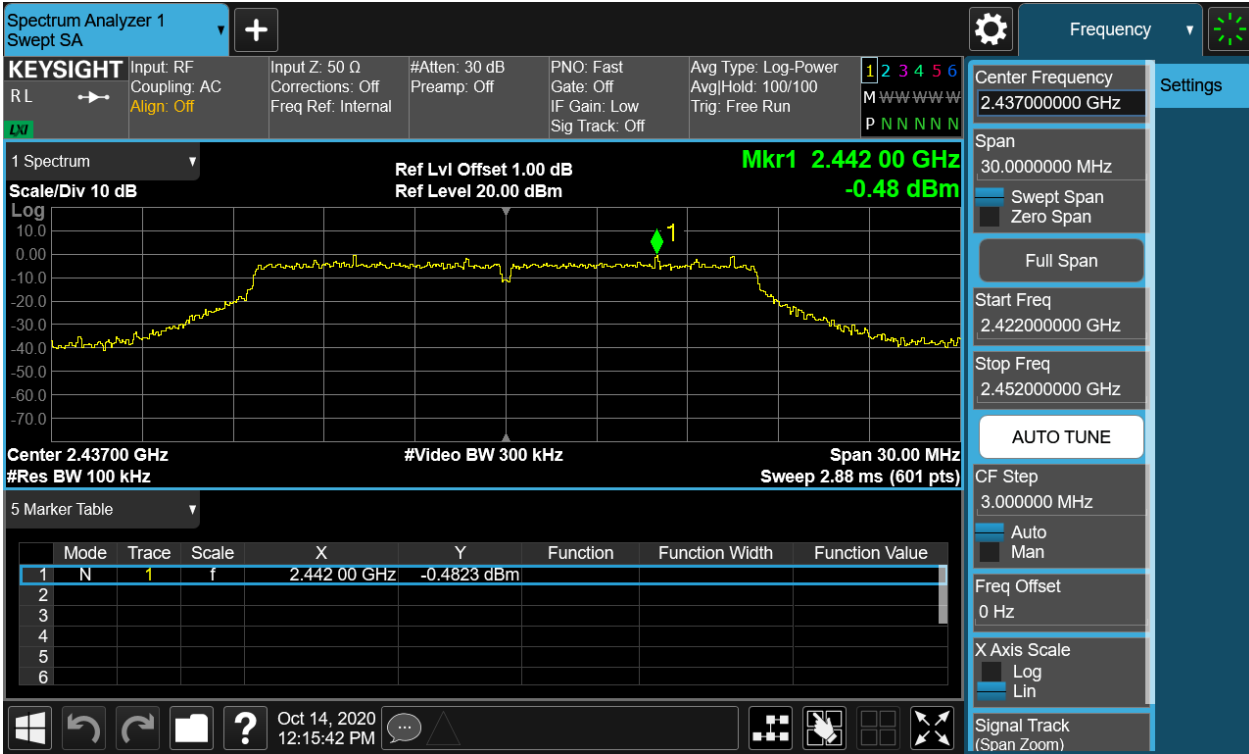 Spectrum Analyzer 1
Swept SA
+
Frequency
KEYSIGHT
R L
LXI
Input: RF
Coupling: AC
Align: Off
Input Z: 50 Ω
Corrections: Off
Freq Ref: Internal
#Atten: 30 dB
Preamp: Off
PNO: Fast
Gate: Off
IF Gain: Low
Sig Track: Off
Avg Type: Log-Power
Avg|Hold: 100/100
Trig: Free Run
1 2 3 4 5 6
M W W W W W
P N N N N N
1 Spectrum
Scale/Div 10 dB
Ref Lvl Offset 1.00 dB
Ref Level 20.00 dBm
Mkr1 2.442 00 GHz
-0.48 dBm
Log
10.0
0.00
-10.0
-20.0
-30.0
-40.0
-50.0
-60.0
-70.0
1
Center 2.43700 GHz
#Res BW 100 kHz
#Video BW 300 kHz
Span 30.00 MHz
Sweep 2.88 ms (601 pts)
5 Marker Table
Mode Trace Scale X Y Function Function Width Function Value
1 N 1 f 2.442 00 GHz -0.4823 dBm
2
3
4
5
6
Oct 14, 2020
12:15:42 PM
?
Center Frequency
2.437000000 GHz
Settings
Span
30.0000000 MHz
Swept Span
Zero Span
Full Span
Start Freq
2.422000000 GHz
Stop Freq
2.452000000 GHz
AUTO TUNE
CF Step
3.000000 MHz
Auto
Man
Freq Offset
0 Hz
X Axis Scale
Log
Lin
Signal Track
(Span Zoom)